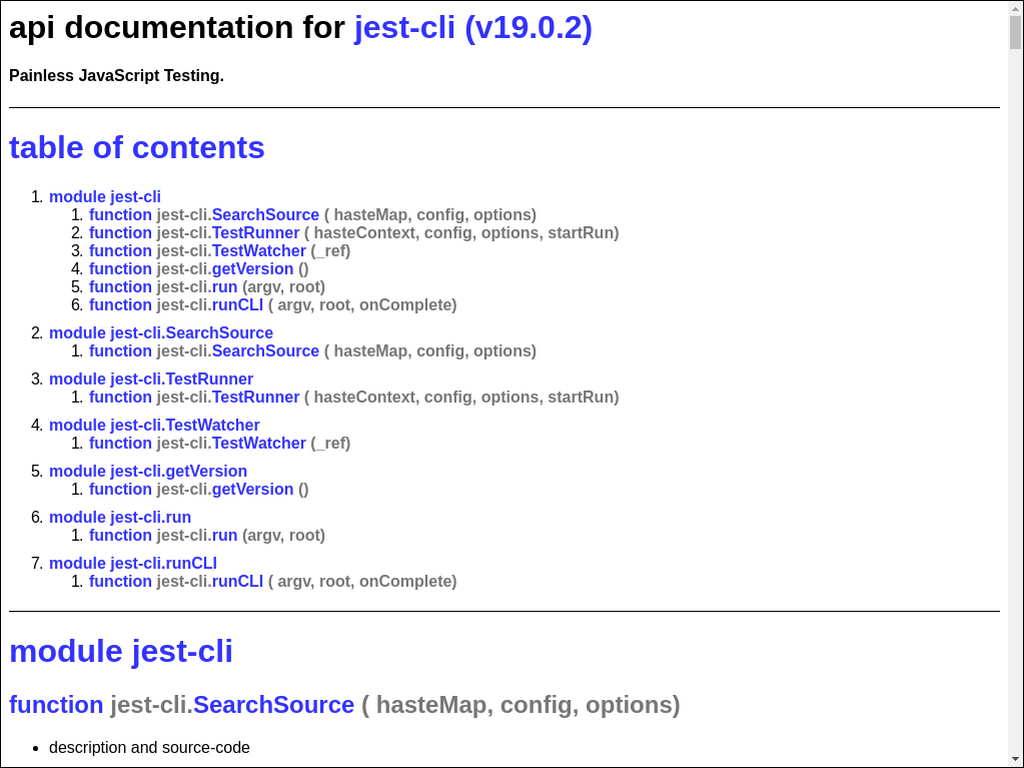 api documentation for jest-cli (v19.0.2)
Painless JavaScript Testing.
table of contents
1. module jest-cli
1. function jest-cli.SearchSource ( hasteMap, config, options)
2. function jest-cli.TestRunner ( hasteContext, config, options, startRun)
3. function jest-cli.TestWatcher (_ref)
4. function jest-cli.getVersion ()
5. function jest-cli.run (argv, root)
6. function jest-cli.runCLI ( argv, root, onComplete)
2. module jest-cli.SearchSource
1. function jest-cli.SearchSource ( hasteMap, config, options)
3. module jest-cli.TestRunner
1. function jest-cli.TestRunner ( hasteContext, config, options, startRun)
4. module jest-cli.TestWatcher
1. function jest-cli.TestWatcher (_ref)
5. module jest-cli.getVersion
1. function jest-cli.getVersion ()
6. module jest-cli.run
1. function jest-cli.run (argv, root)
7. module jest-cli.runCLI
1. function jest-cli.runCLI ( argv, root, onComplete)
module jest-cli
function jest-cli.SearchSource ( hasteMap, config, options)
• description and source-code